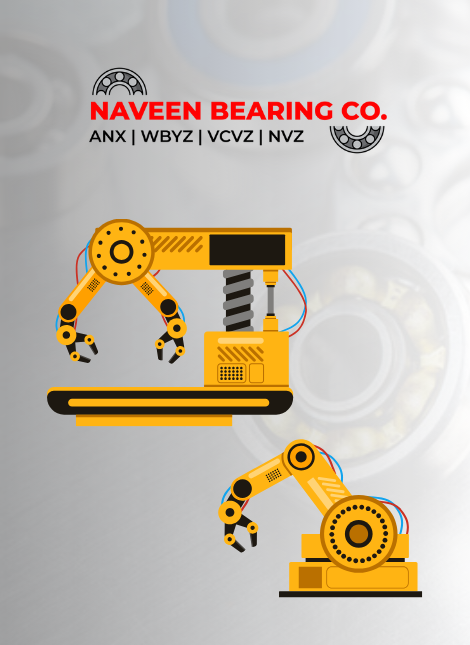 NAVEEN BEARING CO.
ANX | WBYZ | VCVZ | NVZ